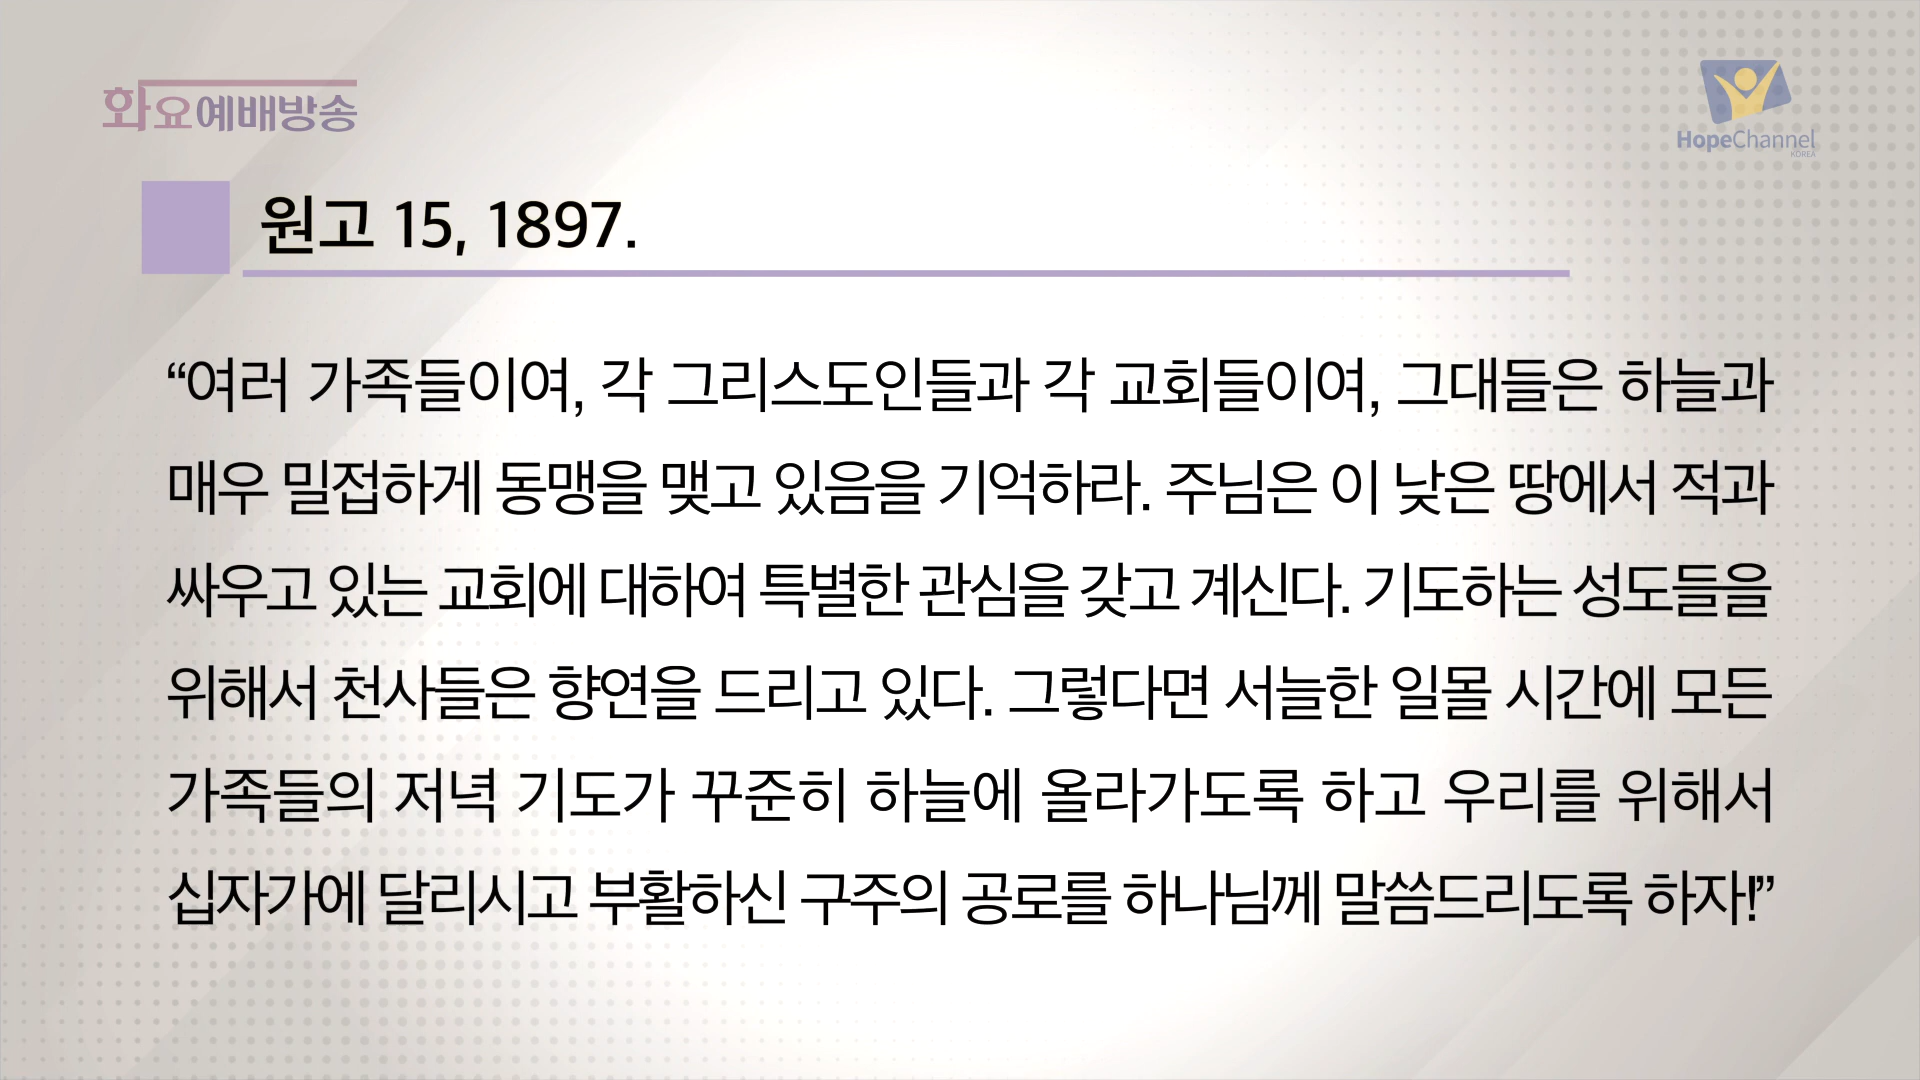 화요예배방송
HopeChannel
KOREA
원고 15, 1897.
“여러 가족들이여, 각 그리스도인들과 각 교회들이여, 그대들은 하늘과
매우 밀접하게 동맹을 맺고 있음을 기억하라. 주님은 이 낮은 땅에서 적과
싸우고 있는 교회에 대하여 특별한 관심을 갖고 계신다. 기도하는 성도들을
위해서 천사들은 향연을 드리고 있다. 그렇다면 서늘한 일몰 시간에 모든
가족들의 저녁 기도가 꾸준히 하늘에 올라가도록 하고 우리를 위해서
십자가에 달리시고 부활하신 구주의 공로를 하나님께 말씀드리도록 하자!”